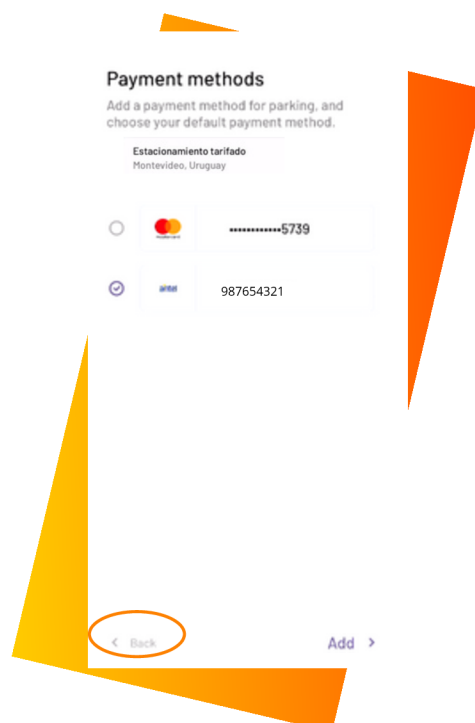 Payment methods
Add a payment method for parking, and
choose your default payment method.
Estacionamiento tarifado
Montevideo, Uruguay
••••••••••••5739
antel 987654321
< Back Add >